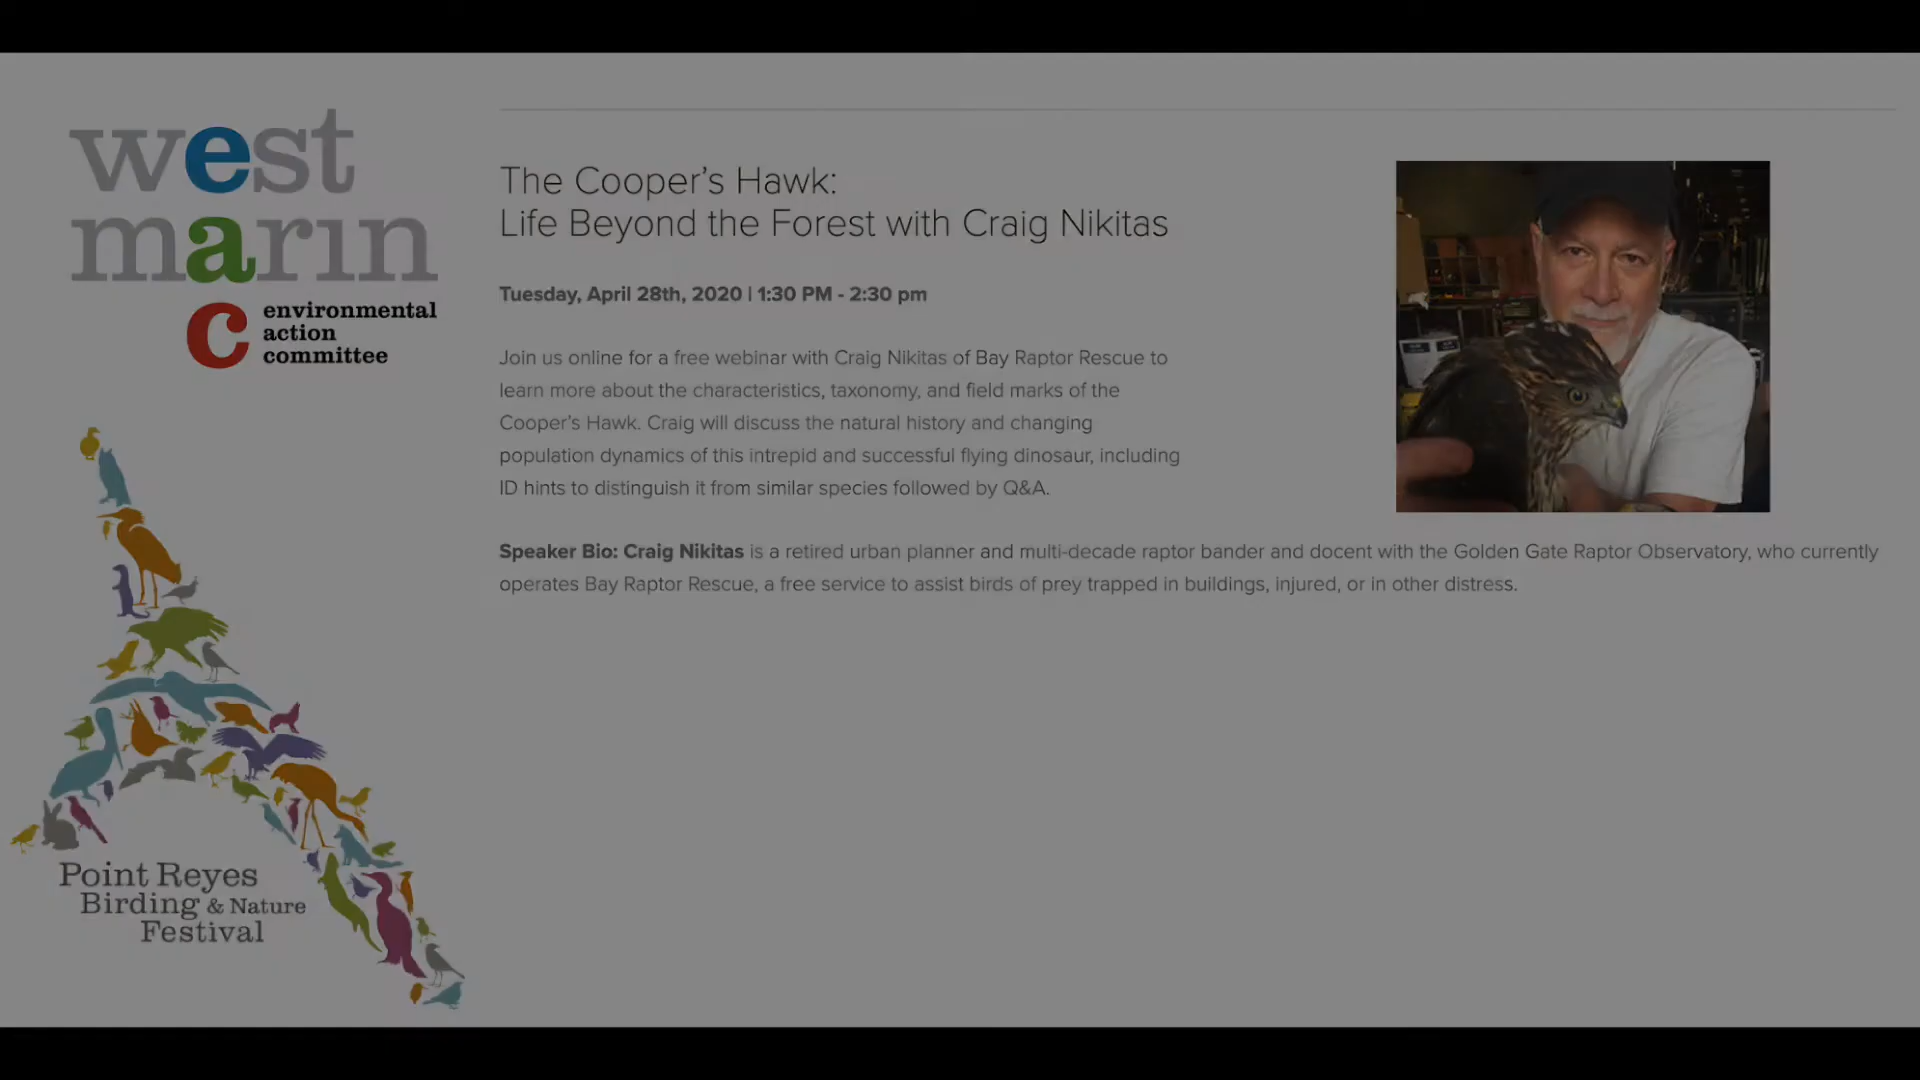 west
marin
c environmental
action
committee
The Cooper's Hawk:
Life Beyond the Forest with Craig Nikitas
Tuesday, April 28th, 2020 | 1:30 PM - 2:30 pm
Join us online for a free webinar with Craig Nikitas of Bay Raptor Rescue to
learn more about the characteristics, taxonomy, and field marks of the
Cooper's Hawk. Craig will discuss the natural history and changing
population dynamics of this intrepid and successful flying dinosaur, including
ID hints to distinguish it from similar species followed by Q&A.
Speaker Bio: Craig Nikitas is a retired urban planner and multi-decade raptor bander and docent with the Golden Gate Raptor Observatory, who currently
operates Bay Raptor Rescue, a free service to assist birds of prey trapped in buildings, injured, or in other distress.
Point Reyes
Birding & Nature
Festival